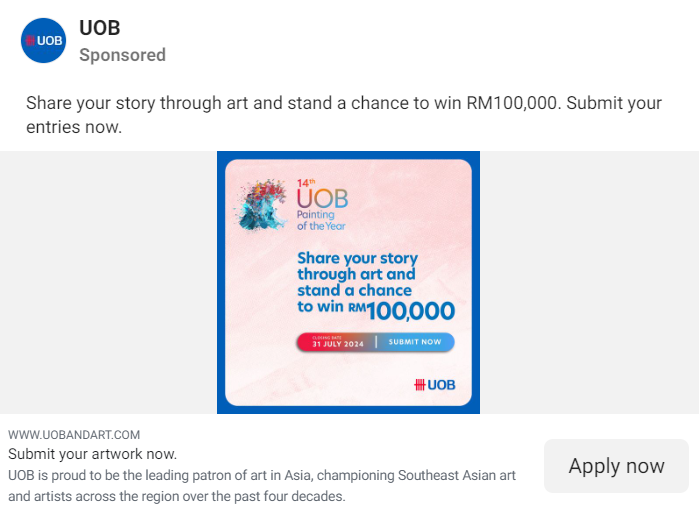 UOB
UOB
Sponsored
Share your story through art and stand a chance to win RM100,000. Submit your
entries now.
14th
UOB
Painting
of the Year
Share your story
through art and
stand a chance
to win RM100,000
CLOSING DATE
31 JULY 2024 | SUBMIT NOW
UOB
WWW.UOBANDART.COM
Submit your artwork now.
UOB is proud to be the leading patron of art in Asia, championing Southeast Asian art
and artists across the region over the past four decades.
Apply now